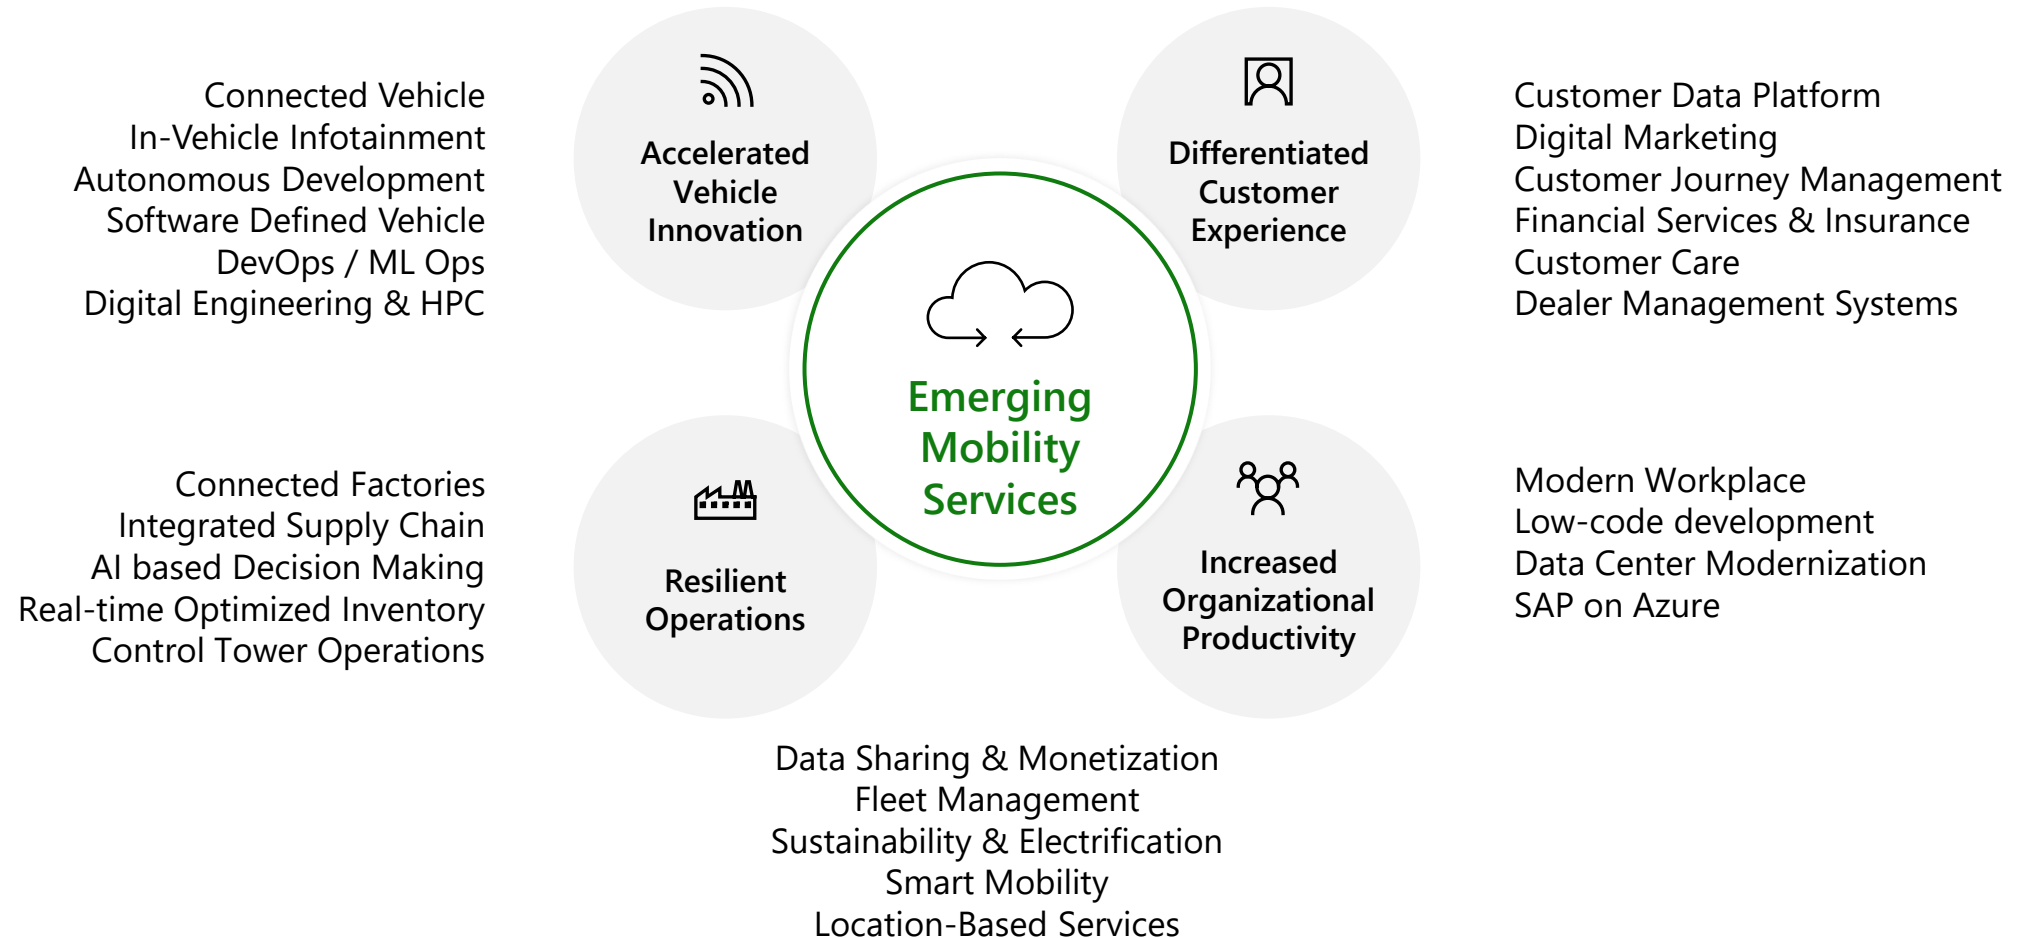 Connected Vehicle
In-Vehicle Infotainment
Autonomous Development
Software Defined Vehicle
DevOps / ML Ops
Digital Engineering & HPC
Accelerated
Vehicle
Innovation
Differentiated
Customer
Experience
Customer Data Platform
Digital Marketing
Customer Journey Management
Financial Services & Insurance
Customer Care
Dealer Management Systems
Emerging
Mobility
Services
Connected Factories
Integrated Supply Chain
AI based Decision Making
Real-time Optimized Inventory
Control Tower Operations
Resilient
Operations
Increased
Organizational
Productivity
Modern Workplace
Low-code development
Data Center Modernization
SAP on Azure
Data Sharing & Monetization
Fleet Management
Sustainability & Electrification
Smart Mobility
Location-Based Services